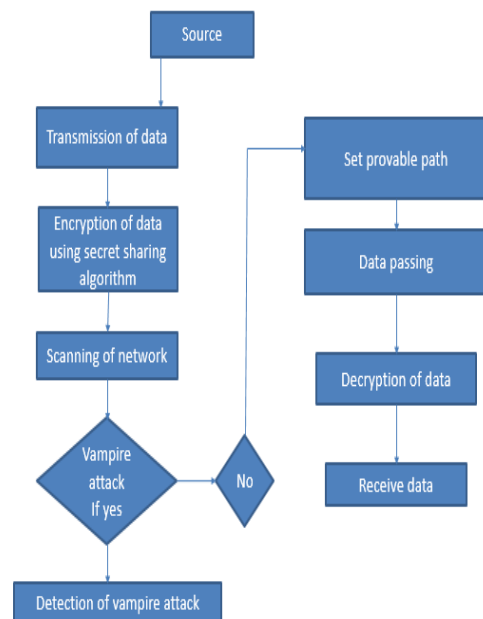 Source
Transmission of data
Encryption of data
using secret sharing
algorithm
Scanning of network
Vampire
attack
If yes
No
Detection of vampire attack
Set provable path
Data passing
Decryption of data
Receive data